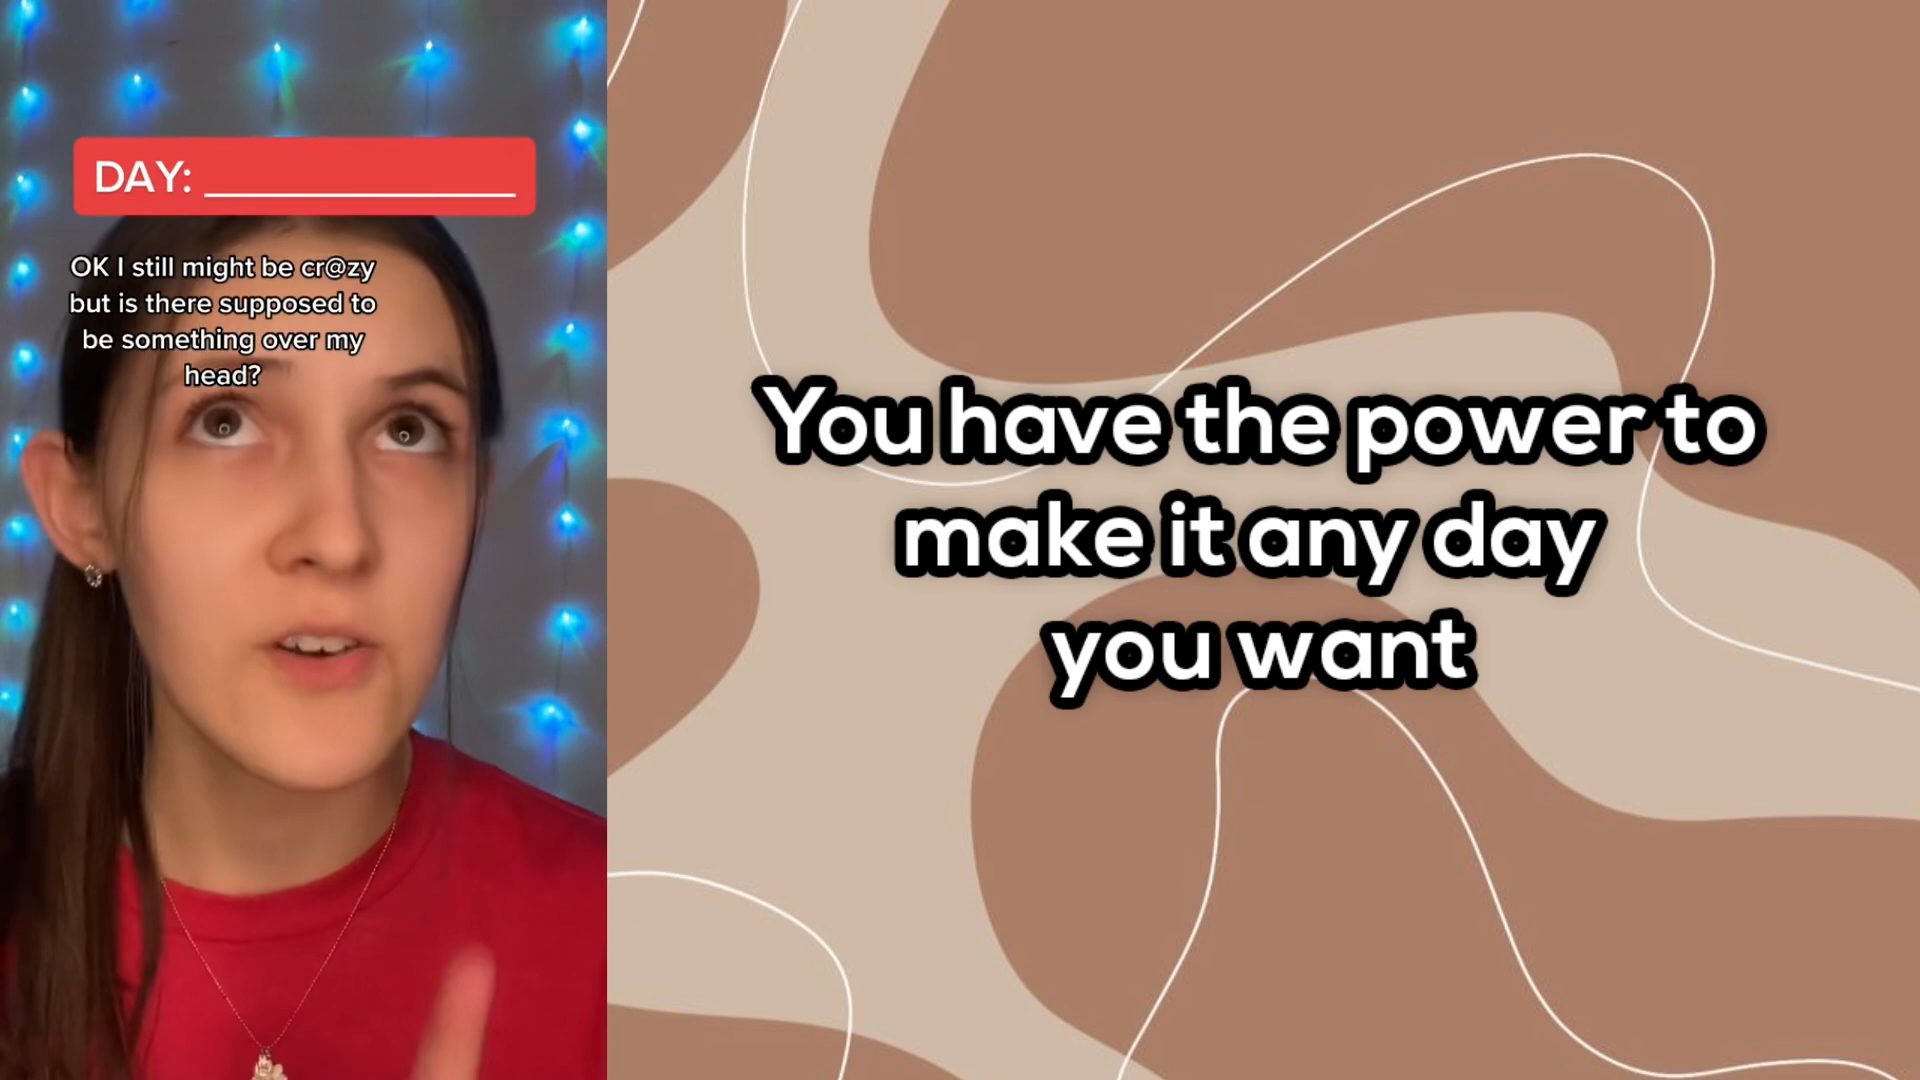 DAY: _______________
OK I still might be cr@zy
but is there supposed to
be something over my
head?
You have the power to
make it any day
you want